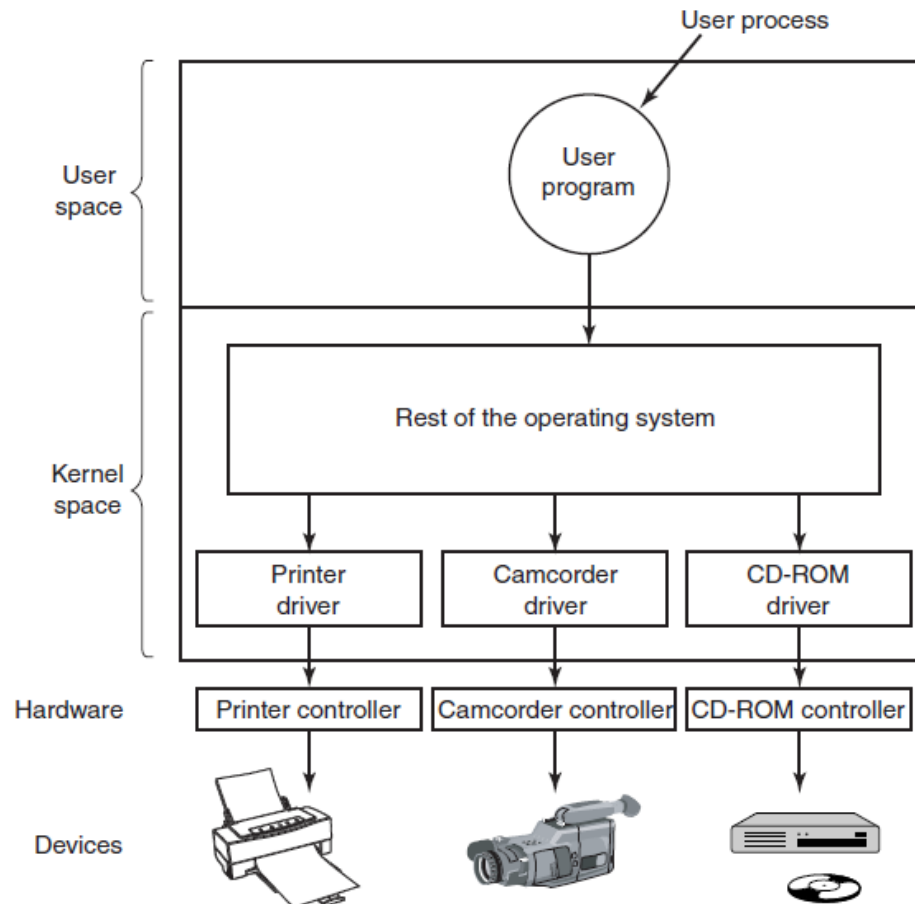 User process
User
program
User
space
Rest of the operating system
Kernel
space
Printer
driver
Camcorder
driver
CD-ROM
driver
Hardware
Printer controller
Camcorder controller
CD-ROM controller
Devices